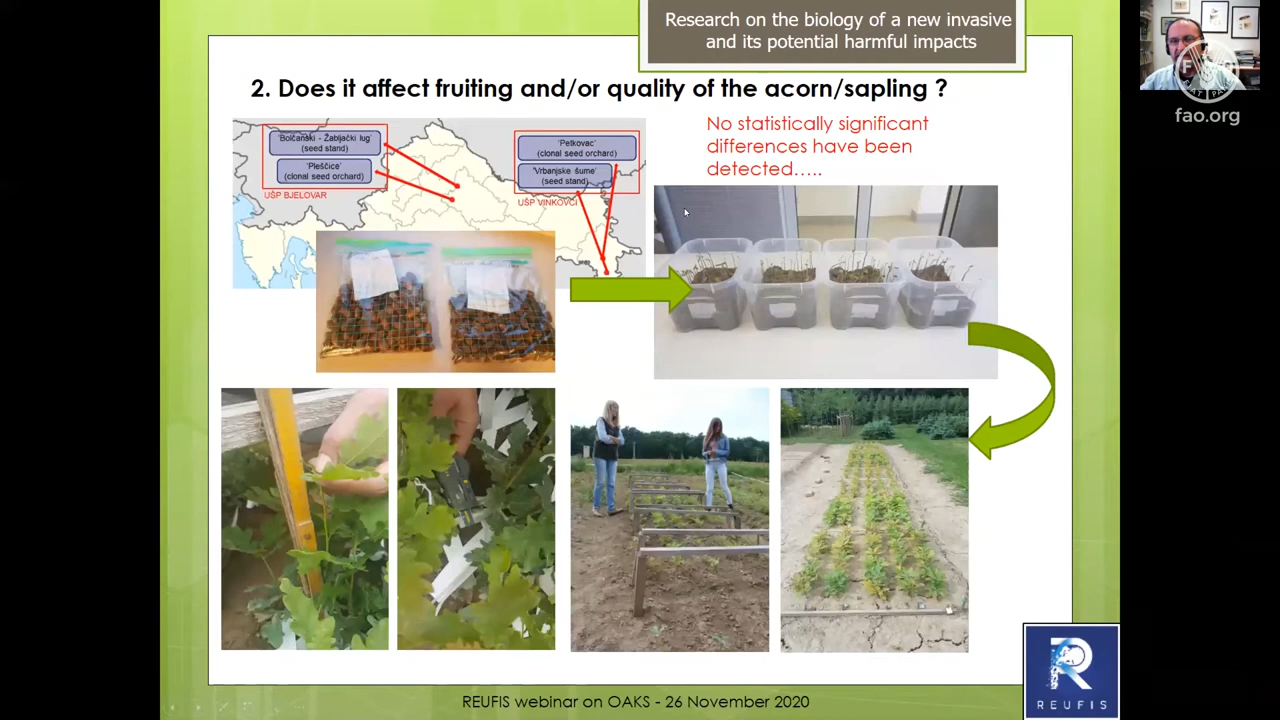 Research on the biology of a new invasive
and its potential harmful impacts
fao.org
2. Does it affect fruiting and/or quality of the acorn/sapling ?
'Bolčanski - Žabljački lug'
(seed stand)
'Pleščice'
(clonal seed orchard)
UŠP BJELOVAR
'Petkovac'
(clonal seed orchard)
'Vrbanjske šume'
(seed stand)
UŠP VINKOVCI
No statistically significant
differences have been
detected…..
REUFIS
REUFIS webinar on OAKS - 26 November 2020